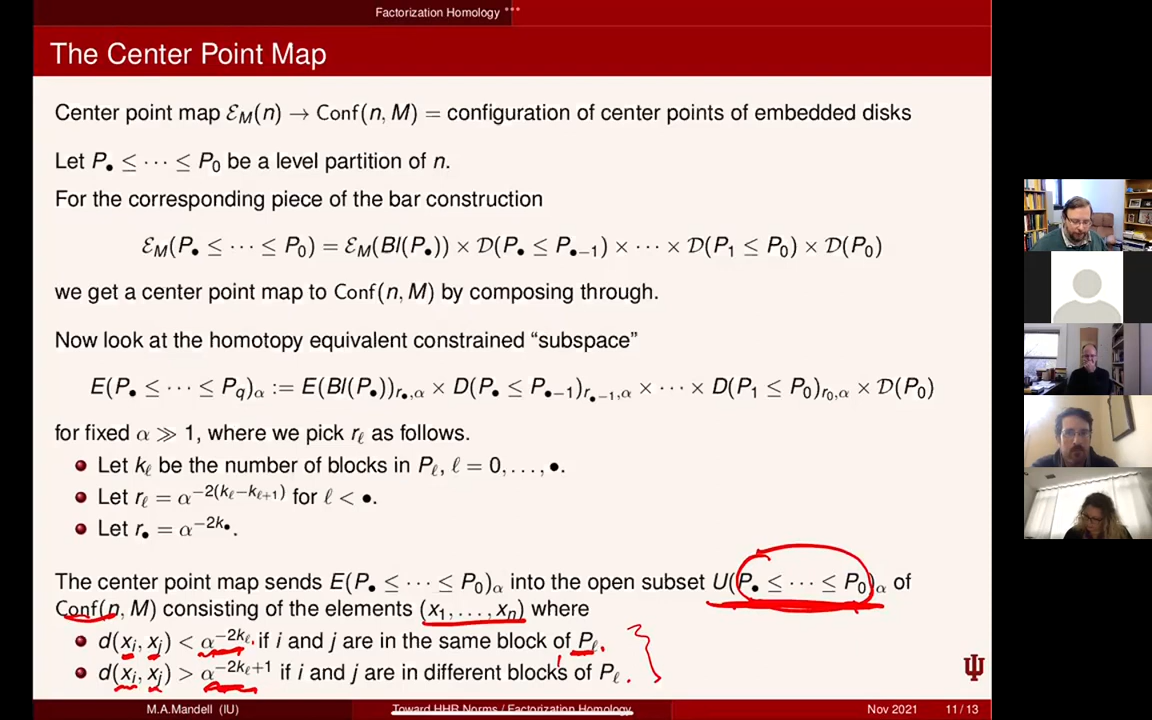 Factorization Homology
The Center Point Map
Center point map ℰ_M(n) → Conf(n, M) = configuration of center points of embedded disks
Let P_• ≤ ··· ≤ P_0 be a level partition of n.
For the corresponding piece of the bar construction
ℰ_M(P_• ≤ ··· ≤ P_0) = ℰ_M(Bl(P_•)) × 𝒟(P_• ≤ P_{•−1}) × ··· × 𝒟(P_1 ≤ P_0) × 𝒟(P_0)
we get a center point map to Conf(n, M) by composing through.
Now look at the homotopy equivalent constrained “subspace”
E(P_• ≤ ··· ≤ P_q)_α := E(Bl(P_•))_{r_•,α} × D(P_• ≤ P_{•−1})_{r_{•−1},α} × ··· × D(P_1 ≤ P_0)_{r_0,α} × 𝒟(P_0)
for fixed α ≫ 1, where we pick r_ℓ as follows.
Let k_ℓ be the number of blocks in P_ℓ, ℓ = 0, . . . , •.
Let r_ℓ = α^{−2(k_ℓ−k_{ℓ+1})} for ℓ < •.
Let r_• = α^{−2k_•}.
The center point map sends E(P_• ≤ ··· ≤ P_0)_α into the open subset U(P_• ≤ ··· ≤ P_0)_α of
Conf(n, M) consisting of the elements (x_1, . . . , x_n) where
d(x_i, x_j) < α^{−2k_ℓ} if i and j are in the same block of P_ℓ.
d(x_i, x_j) > α^{−2k_ℓ+1} if i and j are in different blocks of P_ℓ.
M.A.Mandell (IU) Toward HHR Norms / Factorization Homology Nov 2021 11 / 13